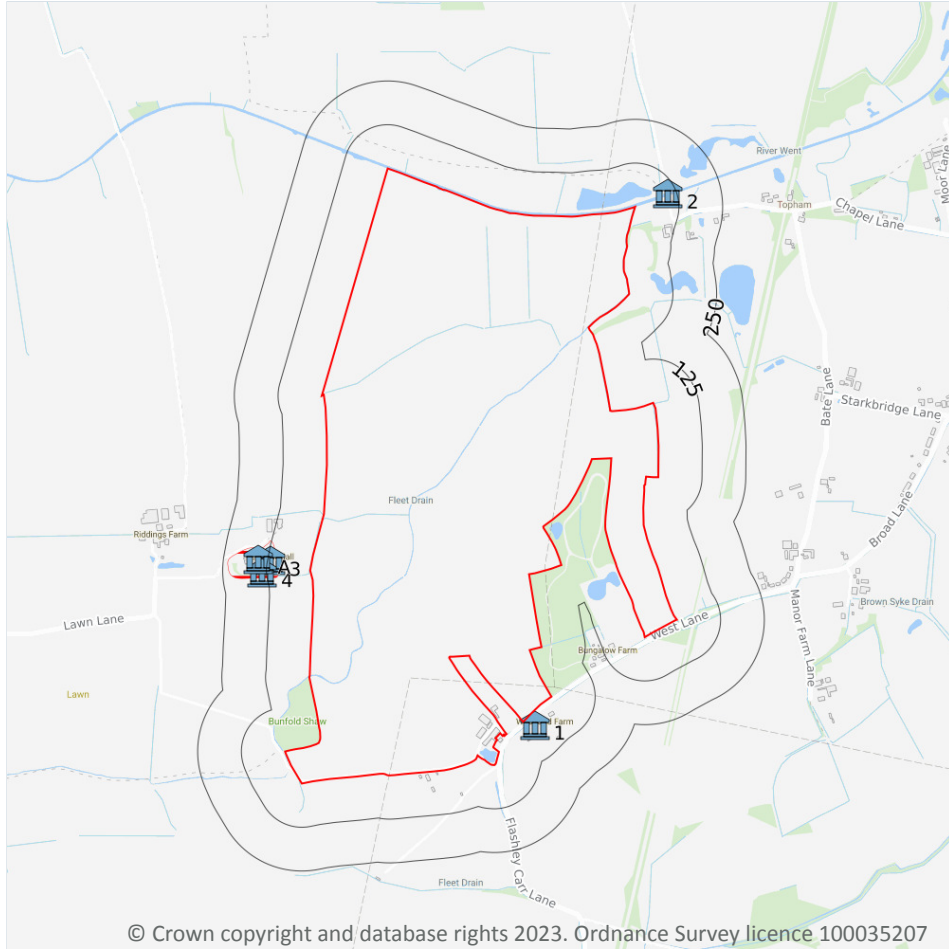 River Went
2
Topham
Chapel Lane
Moor Lane
250
125
Bate Lane
Starkbridge Lane
Fleet Drain
Broad Lane
Riddings Farm
A3
4
Lawn Lane
Brown Syke Drain
West Lane
Manor Farm Lane
Bungalow Farm
Lawn
Bunfold Shaw
Farm
1
Flashley Carr Lane
Fleet Drain
© Crown copyright and database rights 2023. Ordnance Survey licence 100035207